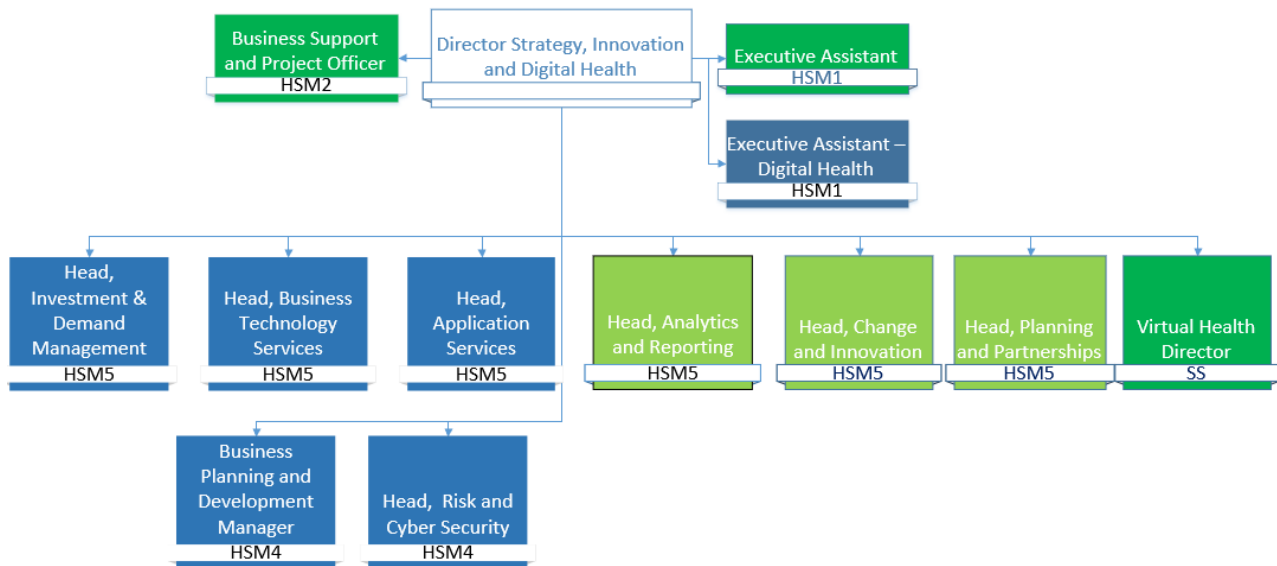 Business Support
and Project Officer
HSM2
Director Strategy, Innovation
and Digital Health
Executive Assistant
HSM1
Executive Assistant –
Digital Health
HSM1
Head,
Investment &
Demand
Management
HSM5
Head, Business
Technology
Services
HSM5
Head,
Application
Services
HSM5
Head, Analytics
and Reporting
HSM5
Head, Change
and Innovation
HSM5
Head, Planning
and Partnerships
HSM5
Virtual Health
Director
SS
Business
Planning and
Development
Manager
HSM4
Head, Risk and
Cyber Security
HSM4